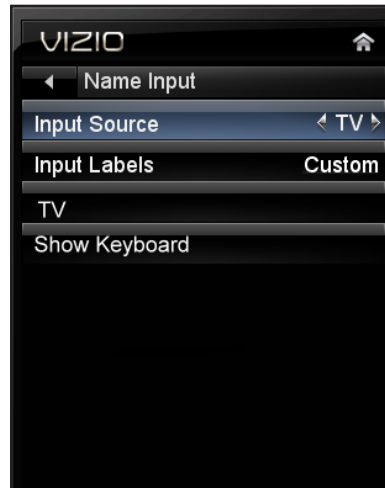 VIZIO
Name Input
Input Source TV
Input Labels Custom
TV
Show Keyboard